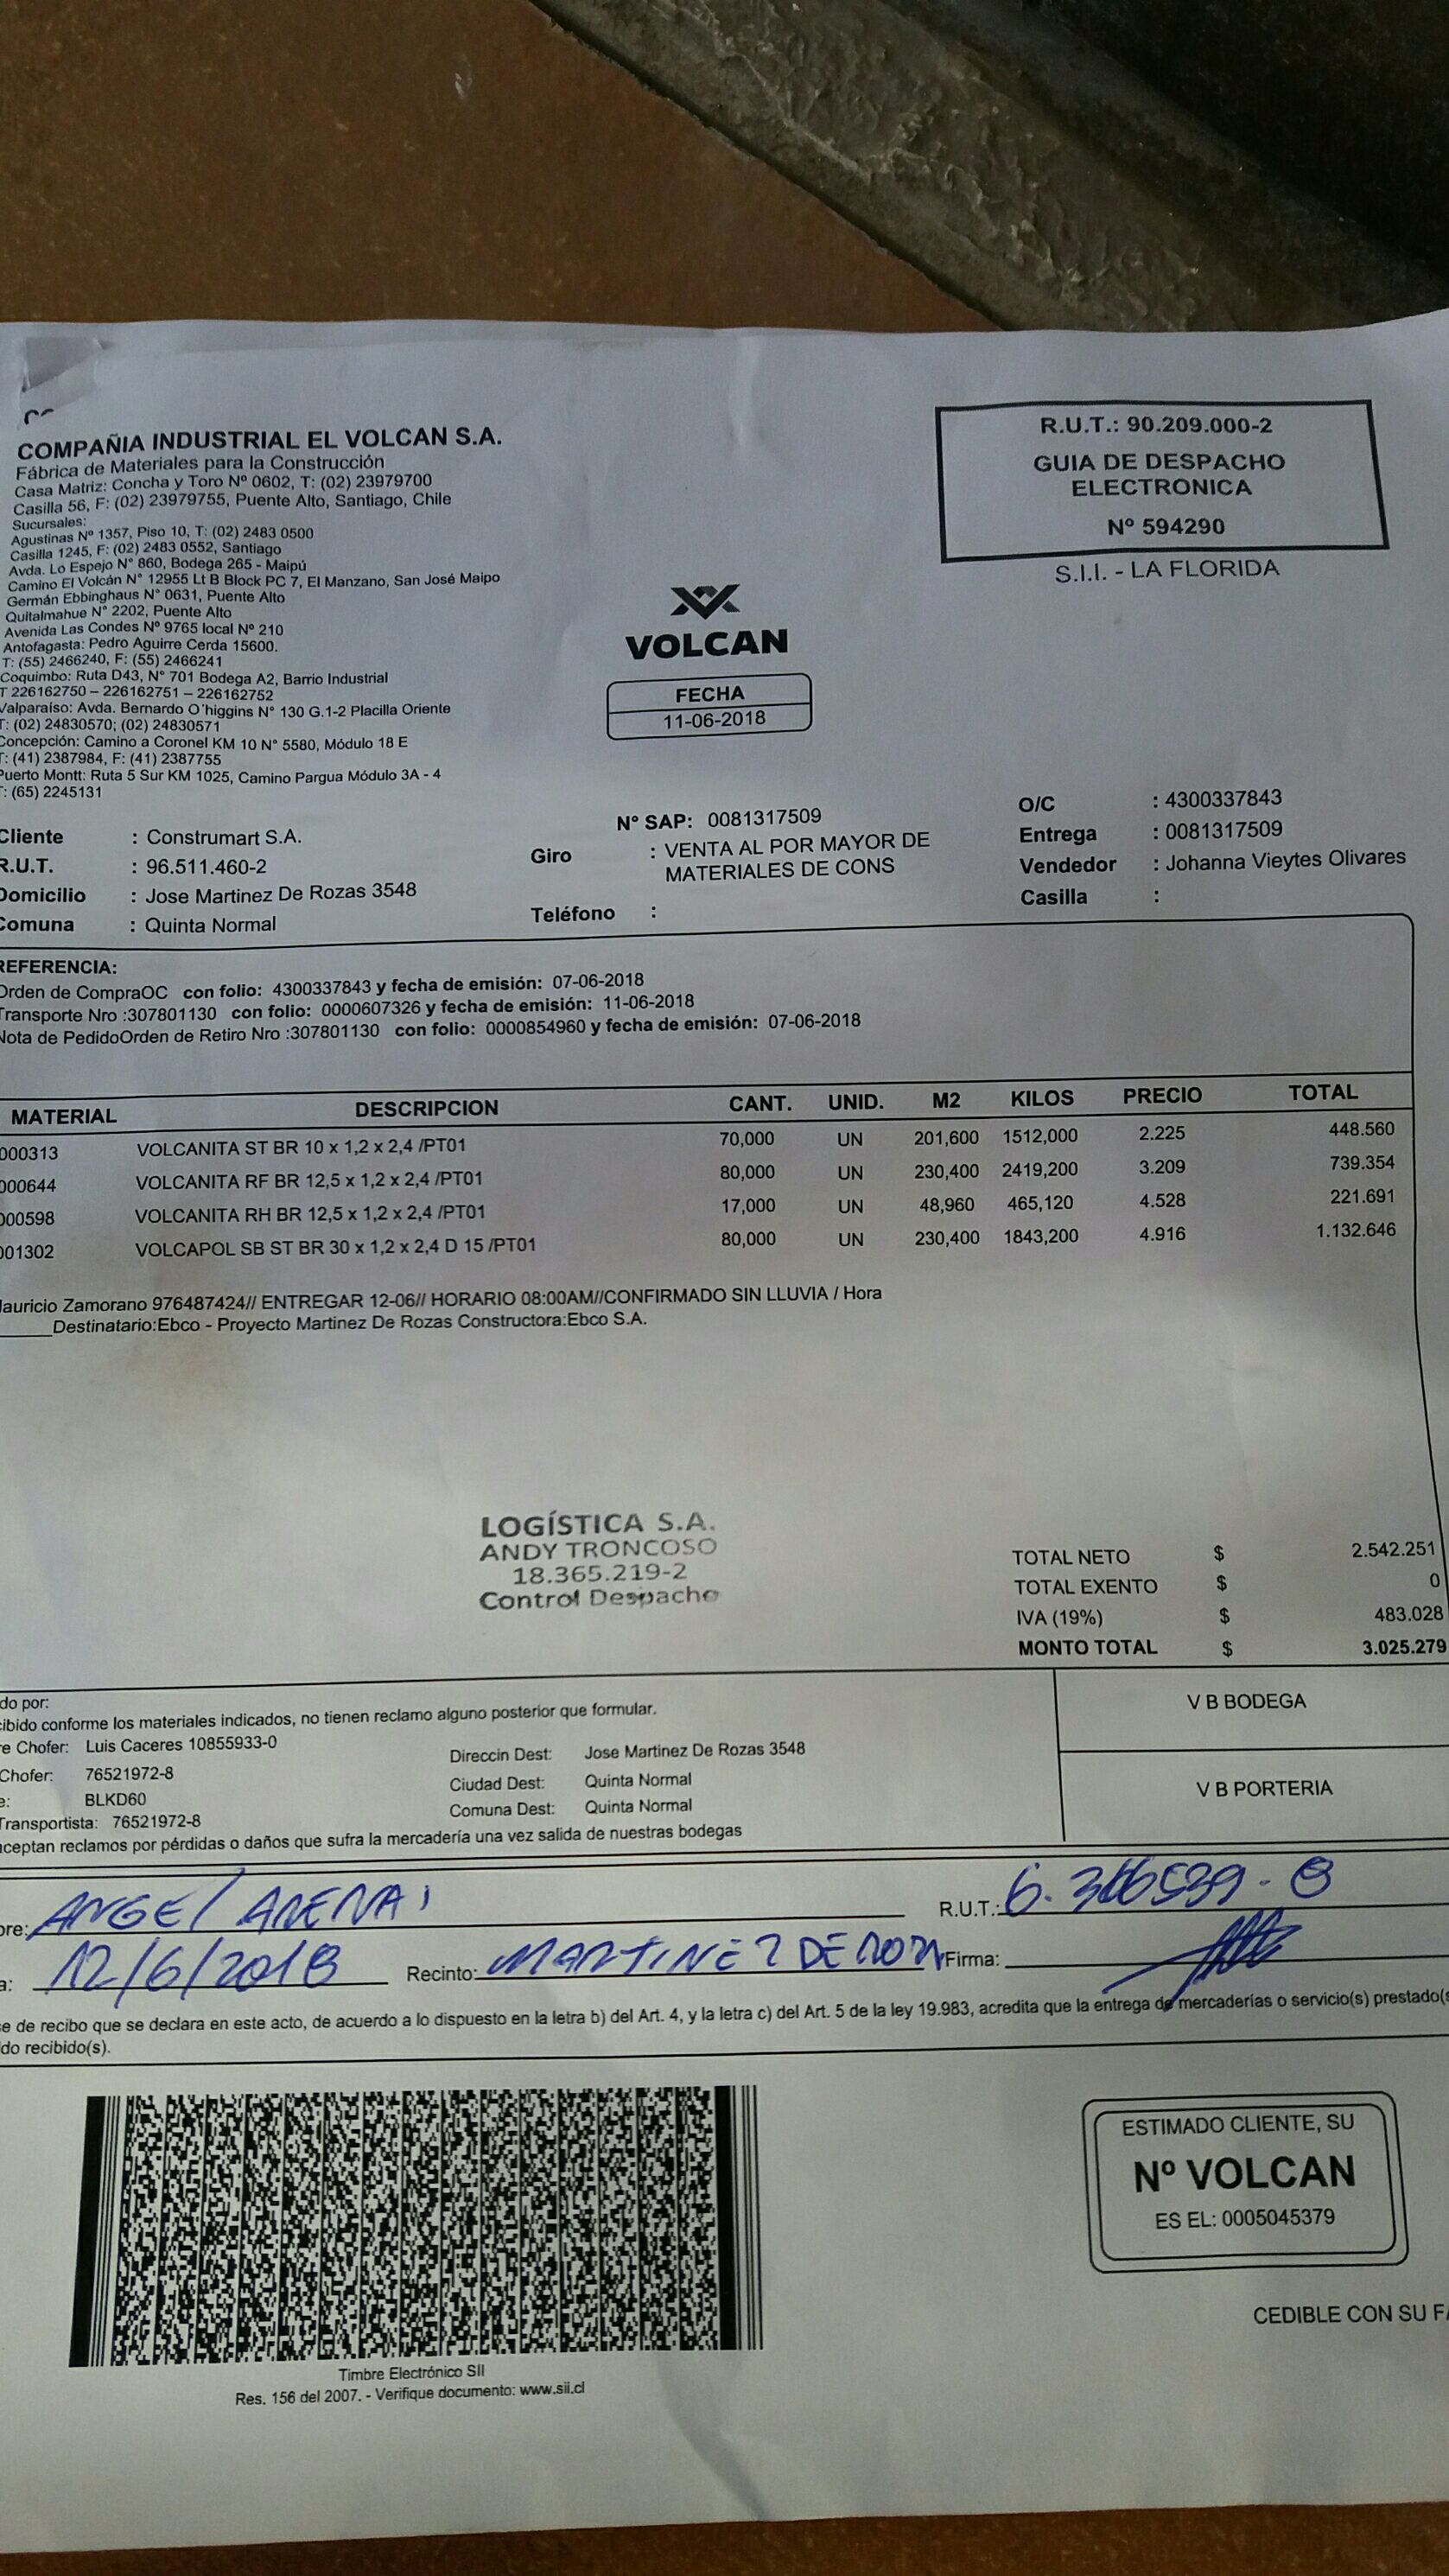 COMPAÑIA INDUSTRIAL EL VOLCAN S.A.
Fábrica de Materiales para la Construcción
Casa Matriz: Concha y Toro Nº 0602, T: (02) 23979700
Casilla 56, F: (02) 23979755, Puente Alto, Santiago, Chile
Sucursales:
Agustinas Nº 1357, Piso 10, T: (02) 2483 0500
Casilla 1245, F: (02) 2483 0552, Santiago
Avda. Lo Espejo N° 860, Bodega 265 - Maipú
Camino El Volcán N° 12955 Lt B Block PC 7, El Manzano, San José Maipo
Germán Ebbinghaus N° 0631, Puente Alto
Quitalmahue N° 2202, Puente Alto
Avenida Las Condes Nº 9765 local Nº 210
Antofagasta: Pedro Aguirre Cerda 15600.
T: (55) 2466240, F: (55) 2466241
Coquimbo: Ruta D43, N° 701 Bodega A2, Barrio Industrial
T 226162750 – 226162751 – 226162752
Valparaíso: Avda. Bernardo O'higgins N° 130 G.1-2 Placilla Oriente
T: (02) 24830570; (02) 24830571
Concepción: Camino a Coronel KM 10 N° 5580, Módulo 18 E
T: (41) 2387984, F: (41) 2387755
Puerto Montt: Ruta 5 Sur KM 1025, Camino Pargua Módulo 3A - 4
T: (65) 2245131
R.U.T.: 90.209.000-2
GUIA DE DESPACHO
ELECTRONICA
Nº 594290
S.I.I. - LA FLORIDA
VOLCAN
FECHA
11-06-2018
Cliente : Construmart S.A.
R.U.T. : 96.511.460-2
Domicilio : Jose Martinez De Rozas 3548
Comuna : Quinta Normal
N° SAP: 0081317509
Giro : VENTA AL POR MAYOR DE
MATERIALES DE CONS
Teléfono :
O/C : 4300337843
Entrega : 0081317509
Vendedor : Johanna Vieytes Olivares
Casilla :
REFERENCIA:
Orden de CompraOC con folio: 4300337843 y fecha de emisión: 07-06-2018
Transporte Nro :307801130 con folio: 0000607326 y fecha de emisión: 11-06-2018
Nota de PedidoOrden de Retiro Nro :307801130 con folio: 0000854960 y fecha de emisión: 07-06-2018
MATERIAL DESCRIPCION CANT. UNID. M2 KILOS PRECIO TOTAL
000313 VOLCANITA ST BR 10 x 1,2 x 2,4 /PT01 70,000 UN 201,600 1512,000 2.225 448.560
000644 VOLCANITA RF BR 12,5 x 1,2 x 2,4 /PT01 80,000 UN 230,400 2419,200 3.209 739.354
000598 VOLCANITA RH BR 12,5 x 1,2 x 2,4 /PT01 17,000 UN 48,960 465,120 4.528 221.691
001302 VOLCAPOL SB ST BR 30 x 1,2 x 2,4 D 15 /PT01 80,000 UN 230,400 1843,200 4.916 1.132.646
Mauricio Zamorano 976487424// ENTREGAR 12-06// HORARIO 08:00AM//CONFIRMADO SIN LLUVIA / Hora
Destinatario:Ebco - Proyecto Martinez De Rozas Constructora:Ebco S.A.
LOGÍSTICA S.A.
ANDY TRONCOSO
18.365.219-2
Control Despacho
TOTAL NETO $ 2.542.251
TOTAL EXENTO $ 0
IVA (19%) $ 483.028
MONTO TOTAL $ 3.025.279
do por:
cibido conforme los materiales indicados, no tienen reclamo alguno posterior que formular.
re Chofer: Luis Caceres 10855933-0
Chofer: 76521972-8
e: BLKD60
Transportista: 76521972-8
Direccin Dest: Jose Martinez De Rozas 3548
Ciudad Dest: Quinta Normal
Comuna Dest: Quinta Normal
aceptan reclamos por pérdidas o daños que sufra la mercadería una vez salida de nuestras bodegas
V B BODEGA
V B PORTERIA
bre: ANGEL ARENAS R.U.T.:
a: 12/6/2018 Recinto: MARTINEZ DE ROZA Firma:
se de recibo que se declara en este acto, de acuerdo a lo dispuesto en la letra b) del Art. 4, y la letra c) del Art. 5 de la ley 19.983, acredita que la entrega de mercaderías o servicio(s) prestado(s
do recibido(s).
Timbre Electrónico SII
Res. 156 del 2007. - Verifique documento: www.sii.cl
ESTIMADO CLIENTE, SU
Nº VOLCAN
ES EL: 0005045379
CEDIBLE CON SU FA